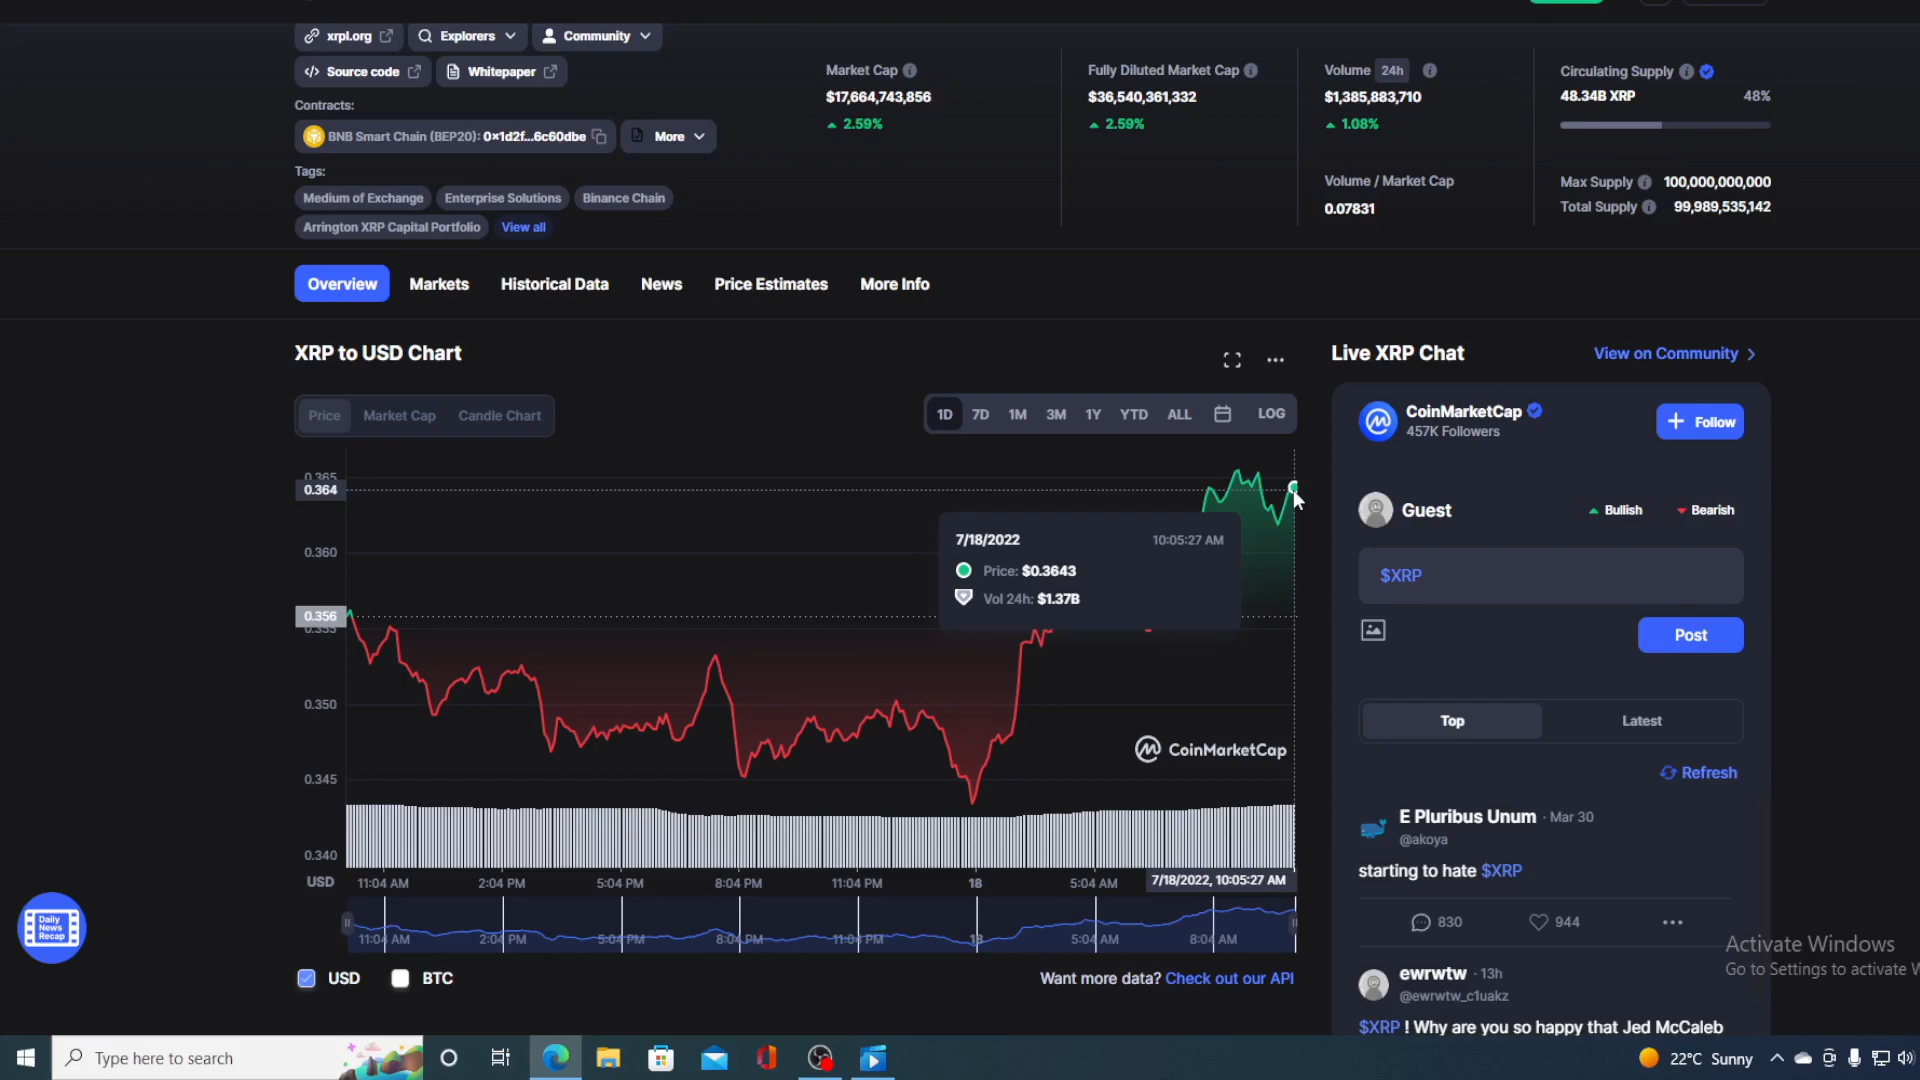 xrpl.org
Explorers
Community
Source code
Whitepaper
Contracts:
BNB Smart Chain (BEP20): 0x1d2f...6c60dbe
More
Tags:
Medium of Exchange
Enterprise Solutions
Binance Chain
Arrington XRP Capital Portfolio
View all
Market Cap
$17,664,743,856
2.59%
Fully Diluted Market Cap
$36,540,361,332
2.59%
Volume 24h
$1,385,883,710
1.08%
Volume / Market Cap
0.07831
Circulating Supply
48.34B XRP 48%
Max Supply 100,000,000,000
Total Supply 99,989,535,142
Overview
Markets
Historical Data
News
Price Estimates
More Info
XRP to USD Chart
Price
Market Cap
Candle Chart
1D 7D 1M 3M 1Y YTD ALL LOG
0.365
0.364
0.360
0.356
0.355
0.350
0.345
0.340
USD
7/18/2022 10:05:27 AM
Price: $0.3643
Vol 24h: $1.37B
CoinMarketCap
11:04 AM 2:04 PM 5:04 PM 8:04 PM 11:04 PM 18 5:04 AM 7/18/2022, 10:05:27 AM
11:04 AM 2:04 PM 5:04 PM 8:04 PM 11:04 PM 18 5:04 AM 8:04 AM
USD
BTC
Want more data? Check out our API
Live XRP Chat
View on Community
CoinMarketCap
457K Followers
Follow
Guest
Bullish
Bearish
$XRP
Post
Top
Latest
Refresh
E Pluribus Unum · Mar 30
@akoya
starting to hate $XRP
830
944
ewrwtw · 13h
@ewrwtw_c1uakz
$XRP ! Why are you so happy that Jed McCaleb
Activate Windows
Go to Settings to activate W
Daily
News
Recap
Type here to search
22°C Sunny